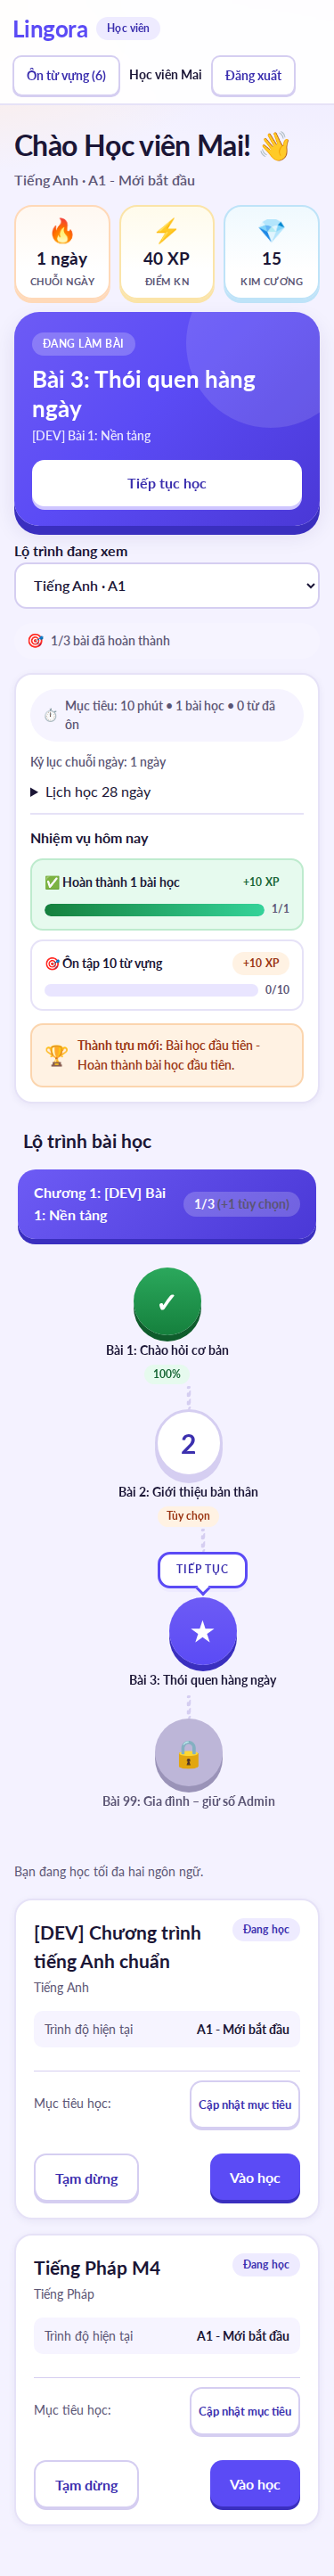 Lingora Học viên
Ôn từ vựng (6) Học viên Mai Đăng xuất
Chào Học viên Mai! 👋
Tiếng Anh · A1 - Mới bắt đầu
1 ngày
CHUỖI NGÀY
40 XP
ĐIỂM KN
15
KIM CƯƠNG
ĐANG LÀM BÀI
Bài 3: Thói quen hàng
ngày
[DEV] Bài 1: Nền tảng
Tiếp tục học
Lộ trình đang xem
Tiếng Anh · A1
1/3 bài đã hoàn thành
Mục tiêu: 10 phút • 1 bài học • 0 từ đã
ôn
Kỷ lục chuỗi ngày: 1 ngày
Lịch học 28 ngày
Nhiệm vụ hôm nay
✅ Hoàn thành 1 bài học +10 XP
1/1
🎯 Ôn tập 10 từ vựng +10 XP
0/10
Thành tựu mới: Bài học đầu tiên -
Hoàn thành bài học đầu tiên.
Lộ trình bài học
Chương 1: [DEV] Bài
1: Nền tảng
1/3 (+1 tùy chọn)
✓
Bài 1: Chào hỏi cơ bản
100%
2
Bài 2: Giới thiệu bản thân
Tùy chọn
TIẾP TỤC
★
Bài 3: Thói quen hàng ngày
Bài 99: Gia đình – giữ số Admin
Bạn đang học tối đa hai ngôn ngữ.
[DEV] Chương trình
tiếng Anh chuẩn
Đang học
Tiếng Anh
Trình độ hiện tại A1 - Mới bắt đầu
Mục tiêu học: Cập nhật mục tiêu
Tạm dừng Vào học
Tiếng Pháp M4 Đang học
Tiếng Pháp
Trình độ hiện tại A1 - Mới bắt đầu
Mục tiêu học: Cập nhật mục tiêu
Tạm dừng Vào học